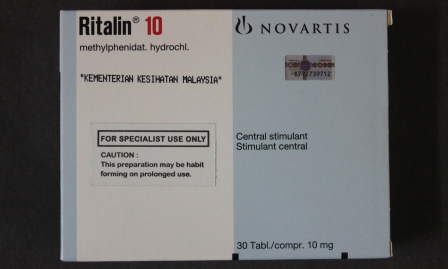 Ritalin® 10
methylphenidat. hydrochl.
"KEMENTERIAN KESIHATAN MALAYSIA"
FOR SPECIALIST USE ONLY
CAUTION :
This preparation may be habit
forming on prolonged use.
NOVARTIS
Central stimulant
Stimulant central
30 Tabl./compr. 10 mg